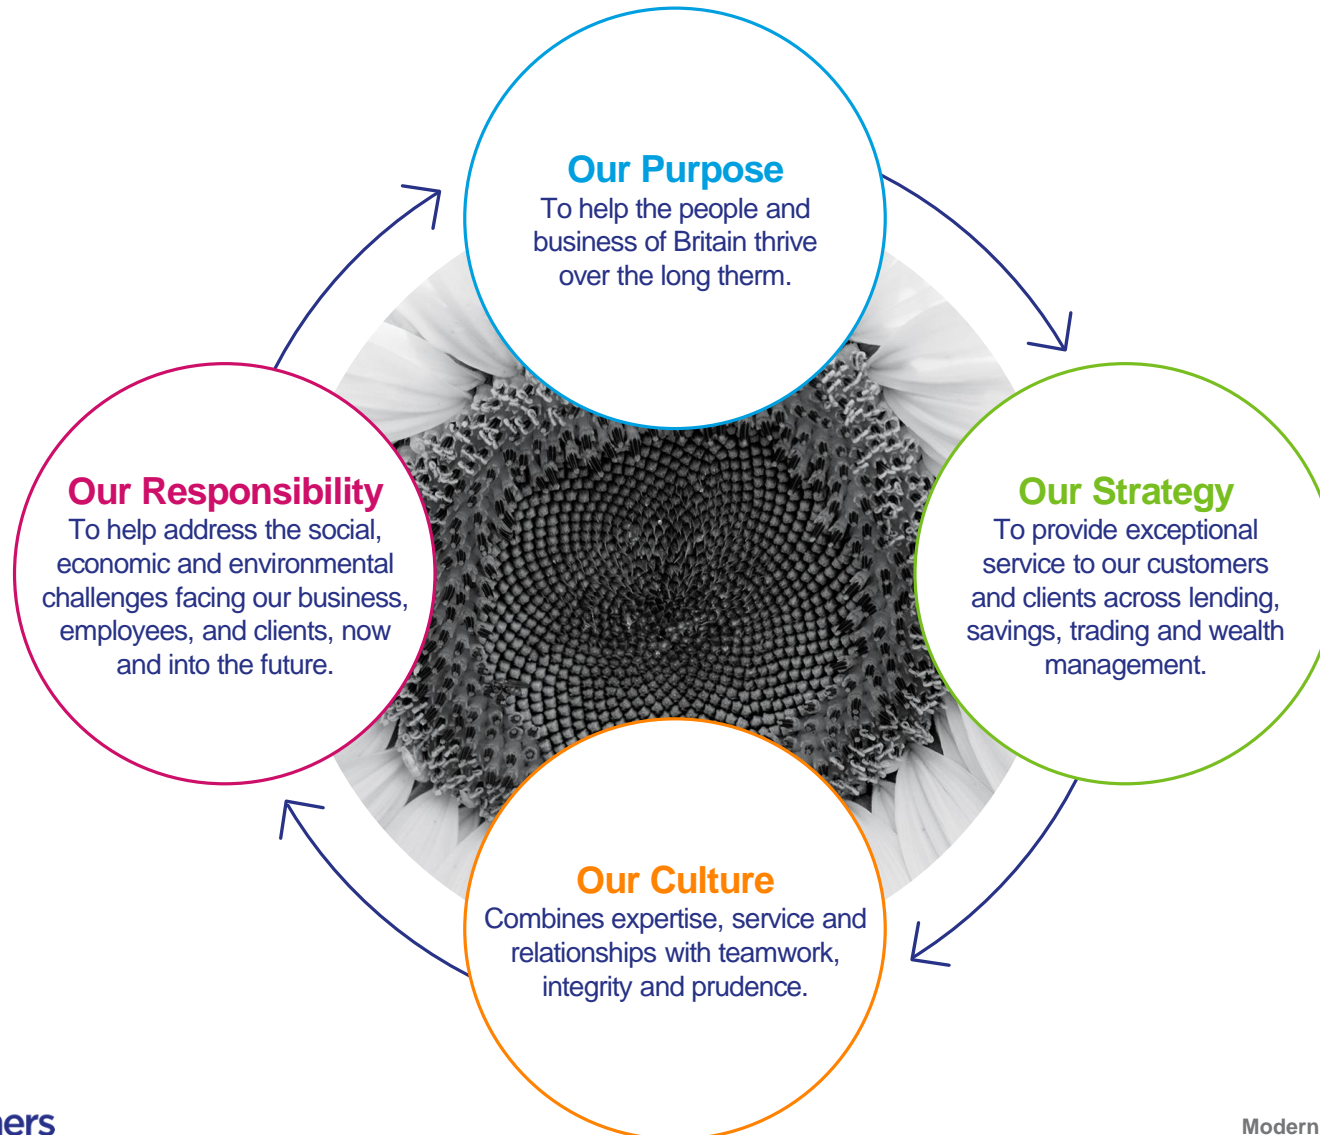 Our Purpose
To help the people and
business of Britain thrive
over the long therm.
Our Responsibility
To help address the social,
economic and environmental
challenges facing our business,
employees, and clients, now
and into the future.
Our Strategy
To provide exceptional
service to our customers
and clients across lending,
savings, trading and wealth
management.
Our Culture
Combines expertise, service and
relationships with teamwork,
integrity and prudence.
ners
Modern